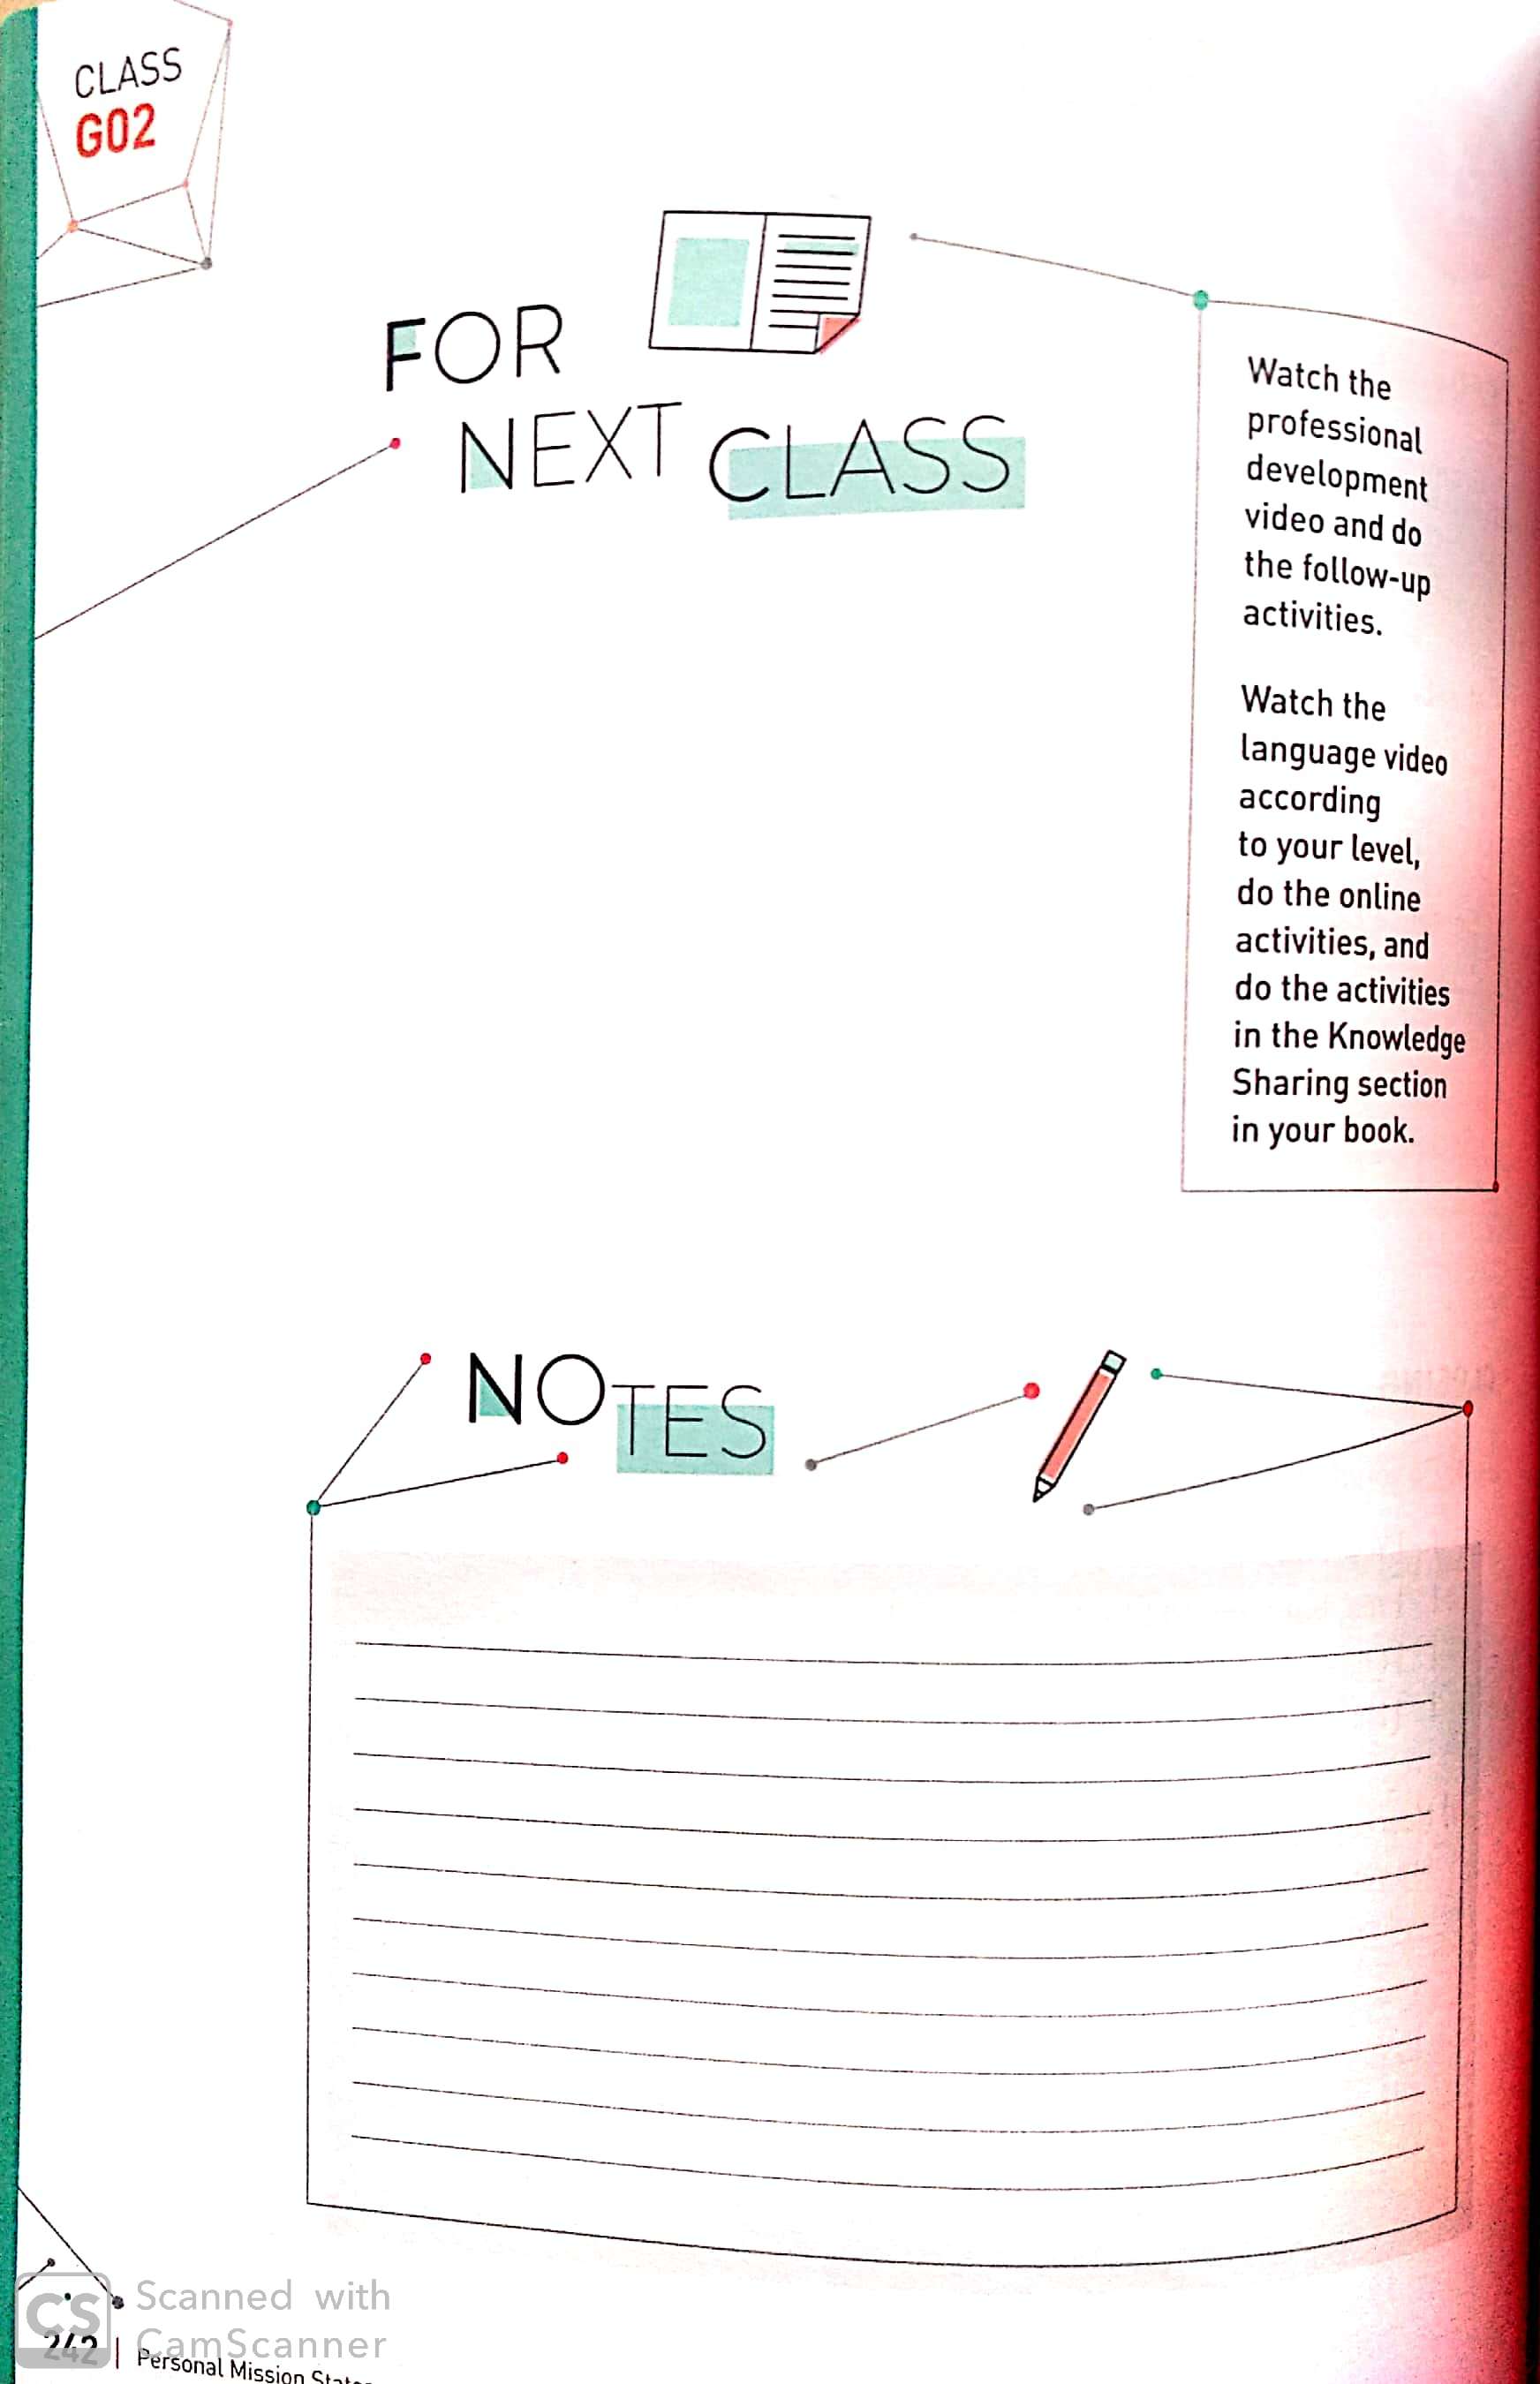 CLASS
G02
FOR
NEXT CLASS
Watch the
professional
development
video and do
the follow-up
activities.
Watch the
language video
according
to your level,
do the online
activities, and
do the activities
in the Knowledge
Sharing section
in your book.
NOTES
CS
Scanned with
CamScanner
242 | Personal Mission